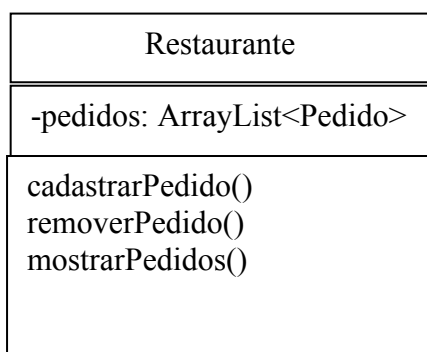 Restaurante
-pedidos: ArrayList<Pedido>
cadastrarPedido()
removerPedido()
mostrarPedidos()